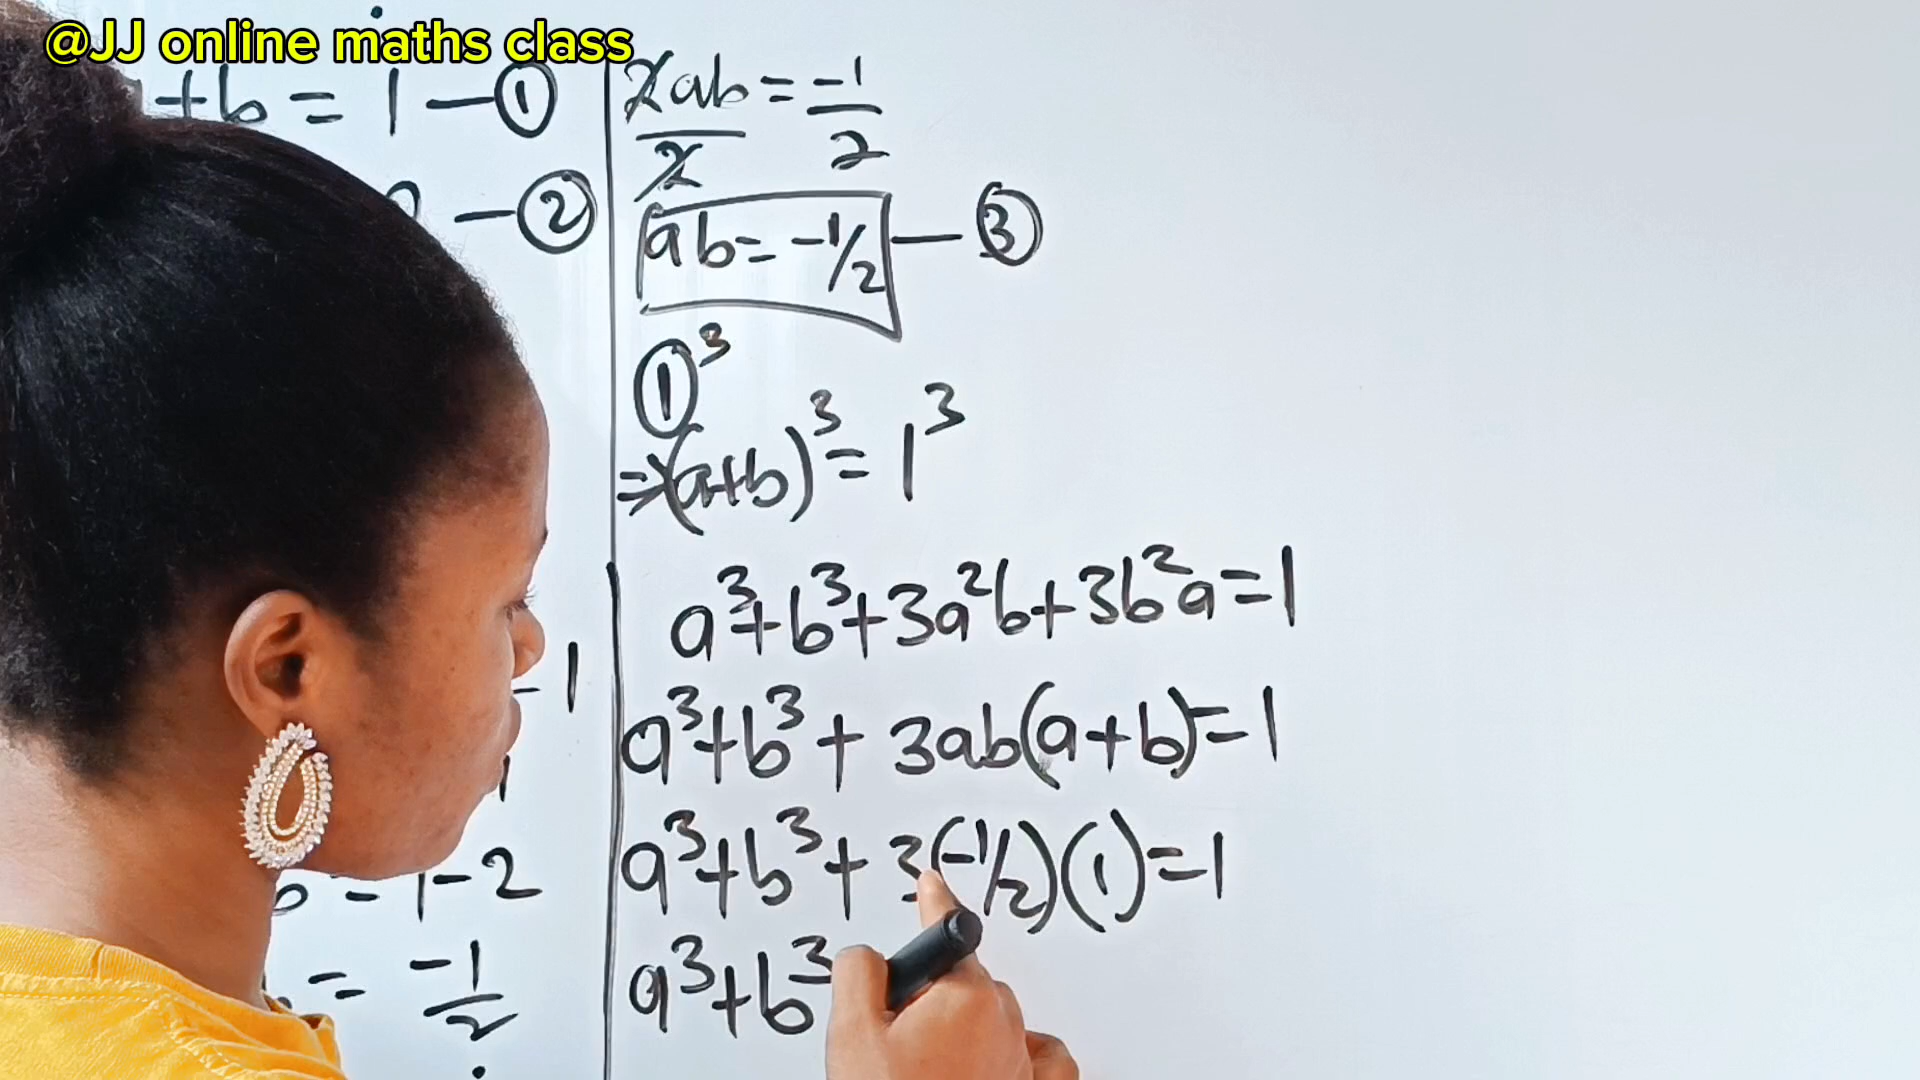 @JJ online maths class
+b = 1 — ①
— ②
- 1
= 1 - 2
= -1/2
2ab/2 = -1/2
ab = -1/2 — ③
①³
⇒ (a+b)³ = 1³
a³+b³+3a²b+3b²a=1
a³+b³ + 3ab(a+b)=1
a³+b³+ 3(-1/2)(1)=1
a³+b³